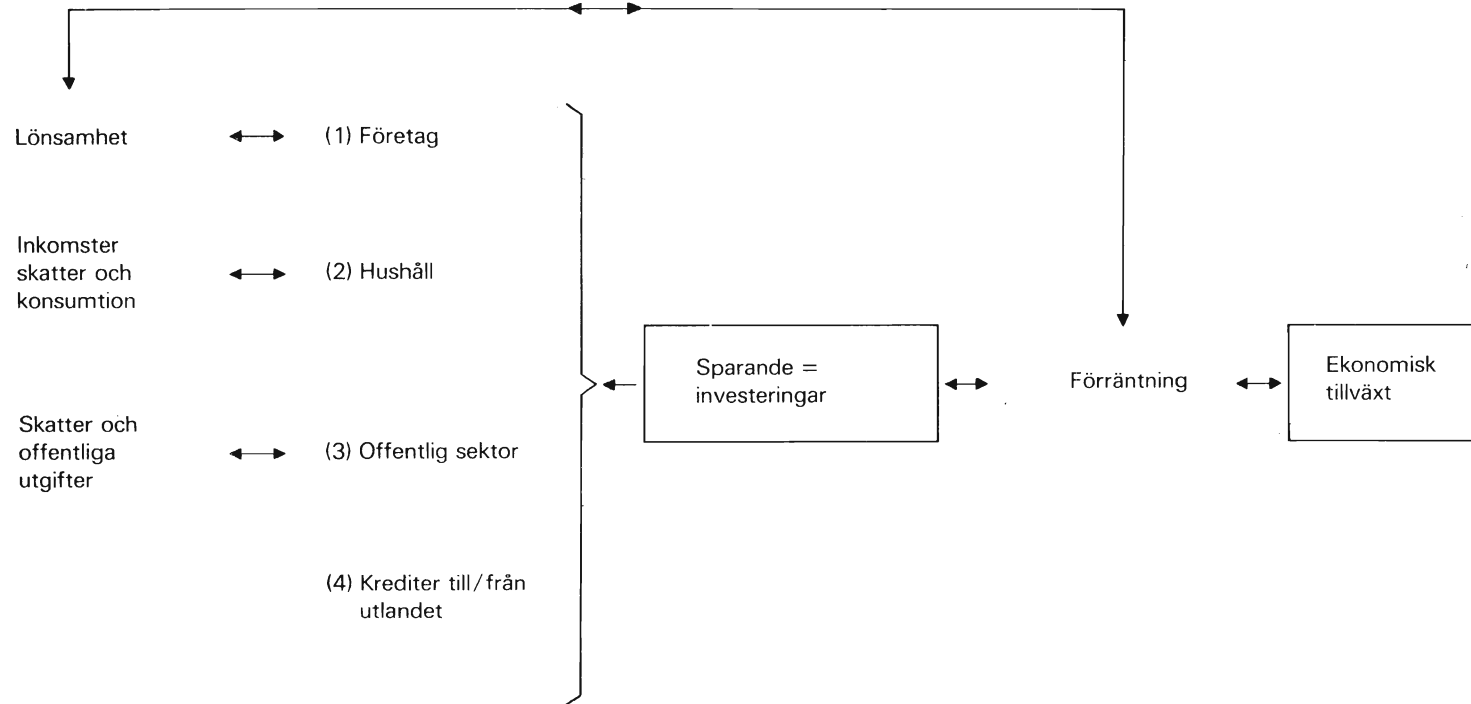 Lönsamhet
(1) Företag
Inkomster
skatter och
konsumtion
(2) Hushåll
Skatter och
offentliga
utgifter
(3) Offentlig sektor
(4) Krediter till/från
utlandet
Sparande =
investeringar
Förräntning
Ekonomisk
tillväxt